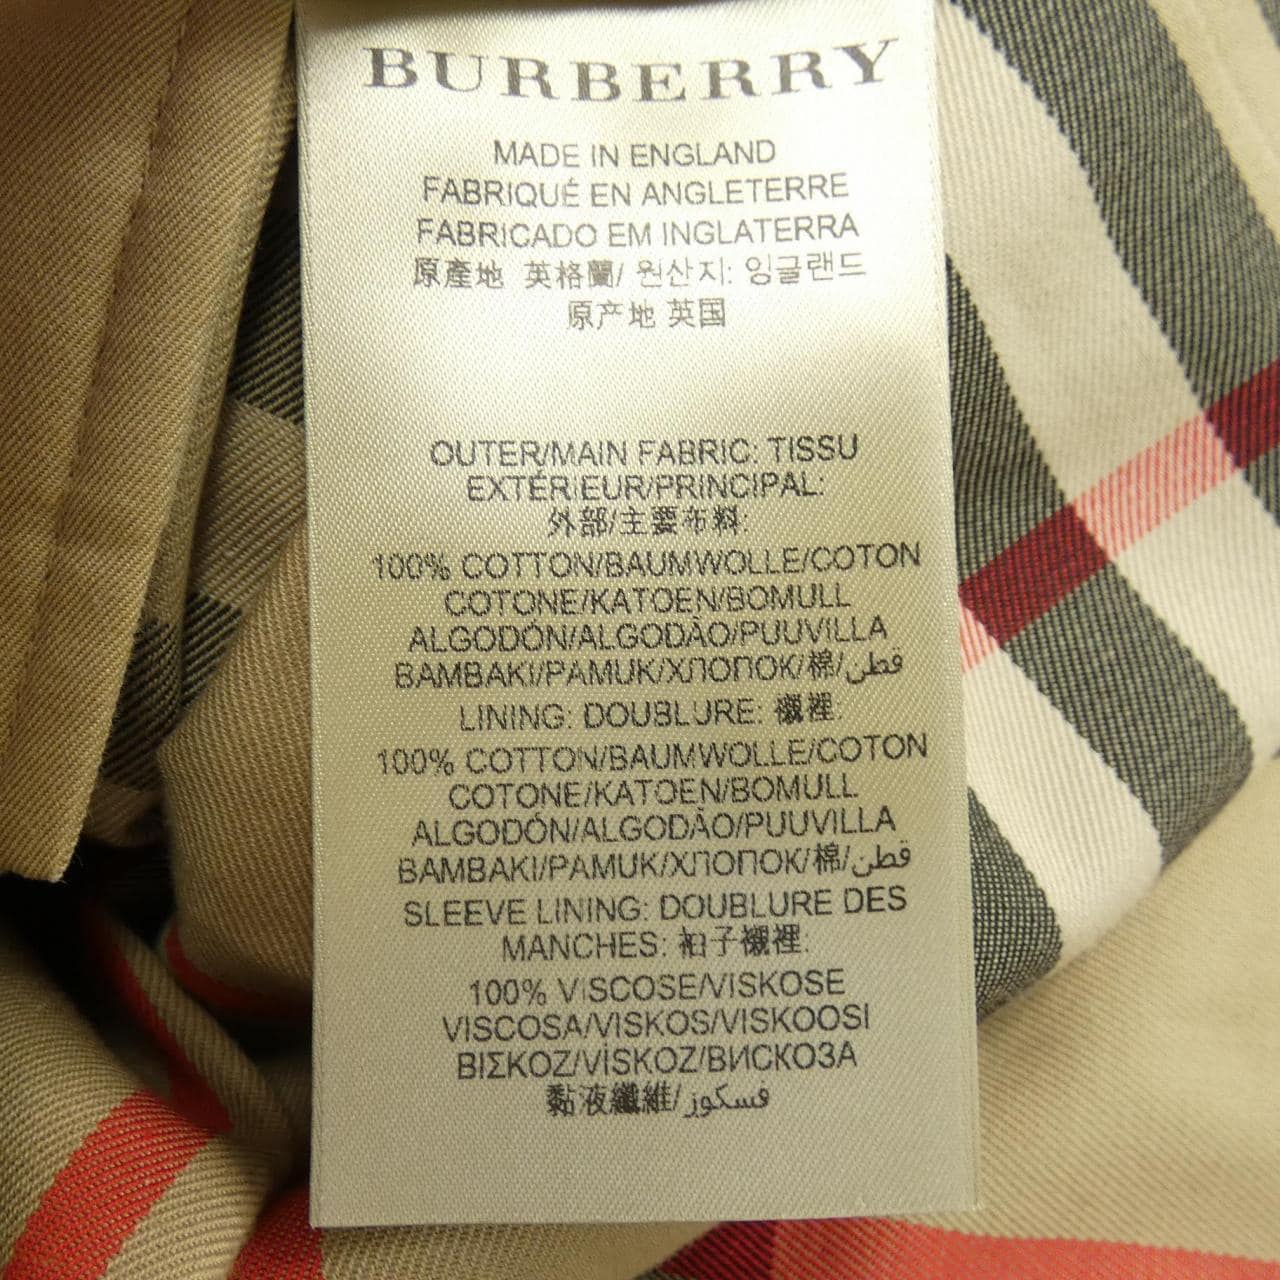 BURBERRY
MADE IN ENGLAND
FABRIQUÉ EN ANGLETERRE
FABRICADO EM INGLATERRA
原產地 英格蘭/ 원산지: 잉글랜드
原产地 英国
OUTER/MAIN FABRIC: TISSU
EXTÉRIEUR/PRINCIPAL:
外部/主要布料:
100% COTTON/BAUMWOLLE/COTON
COTONE/KATOEN/BOMULL
ALGODÓN/ALGODÃO/PUUVILLA
BAMBAKI/PAMUK/ХЛОПОК/棉/قطن
LINING: DOUBLURE: 襯裡:
100% COTTON/BAUMWOLLE/COTON
COTONE/KATOEN/BOMULL
ALGODÓN/ALGODÃO/PUUVILLA
BAMBAKI/PAMUK/ХЛОПОК/棉/قطن
SLEEVE LINING: DOUBLURE DES
MANCHES: 袖子襯裡:
100% VISCOSE/VISKOSE
VISCOSA/VISKOS/VISKOOSI
ΒΙΣΚΟΖ/VİSKOZ/ВИСКОЗА
黏液纖維/فسكوز